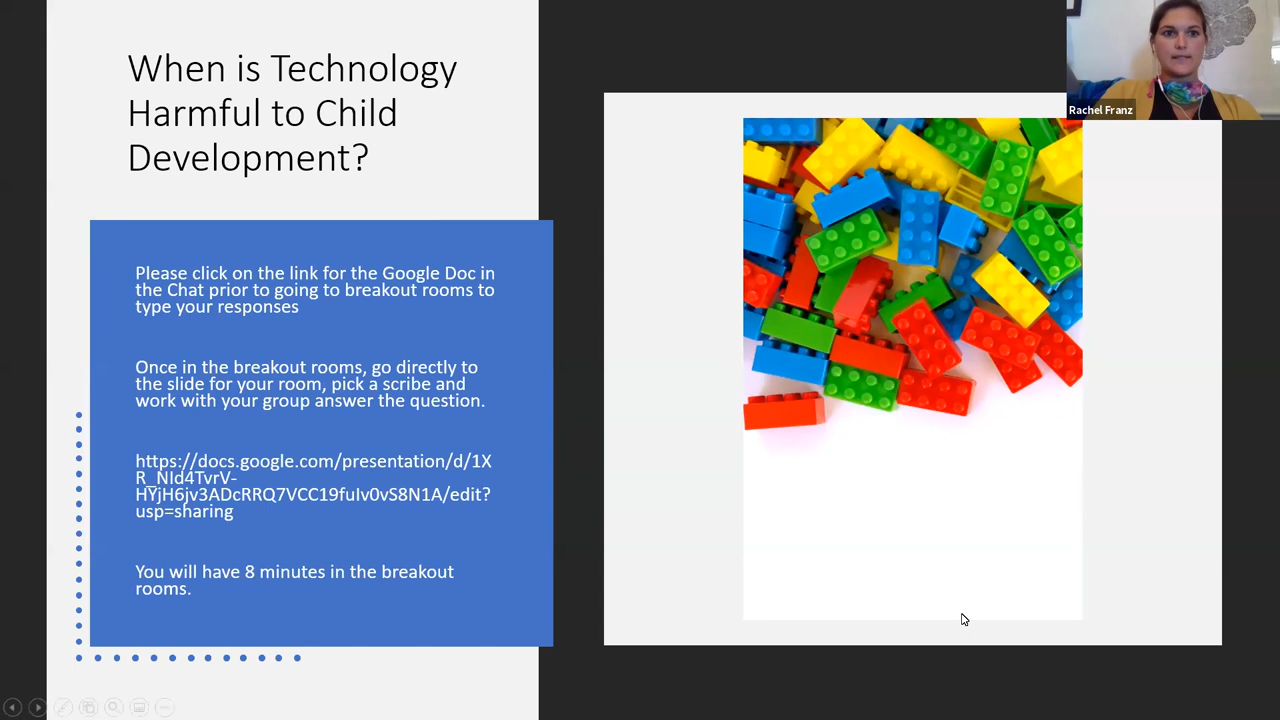 When is Technology
Harmful to Child
Development?
Rachel Franz
Please click on the link for the Google Doc in
the Chat prior to going to breakout rooms to
type your responses
Once in the breakout rooms, go directly to
the slide for your room, pick a scribe and
work with your group answer the question.
https://docs.google.com/presentation/d/1X
R_NId4TvrV-
HYjH6jv3ADcRRQ7VCC19fuIv0vS8N1A/edit?
usp=sharing
You will have 8 minutes in the breakout
rooms.